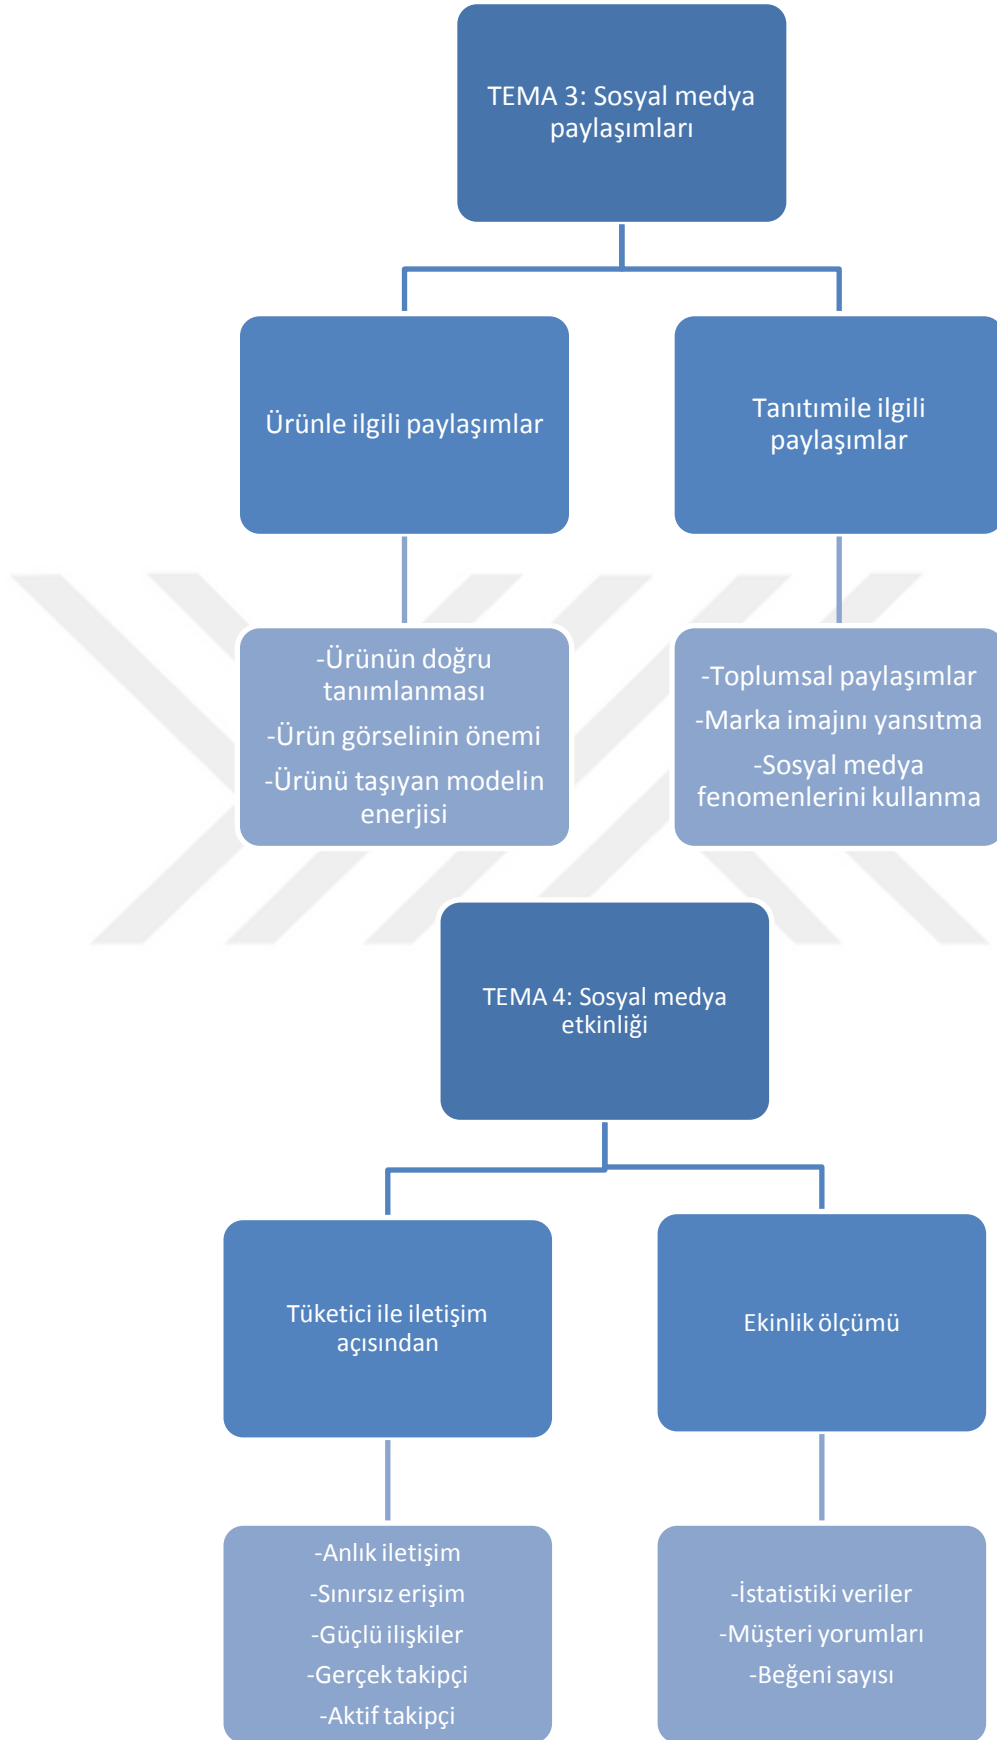 TEMA 3: Sosyal medya
paylaşımları
Ürünle ilgili paylaşımlar
Tanıtımile ilgili
paylaşımlar
-Ürünün doğru
tanımlanması
-Ürün görselinin önemi
-Ürünü taşıyan modelin
enerjisi
-Toplumsal paylaşımlar
-Marka imajını yansıtma
-Sosyal medya
fenomenlerini kullanma
TEMA 4: Sosyal medya
etkinliği
Tüketici ile iletişim
açısından
Ekinlik ölçümü
-Anlık iletişim
-Sınırsız erişim
-Güçlü ilişkiler
-Gerçek takipçi
-Aktif takipçi
-İstatistiki veriler
-Müşteri yorumları
-Beğeni sayısı